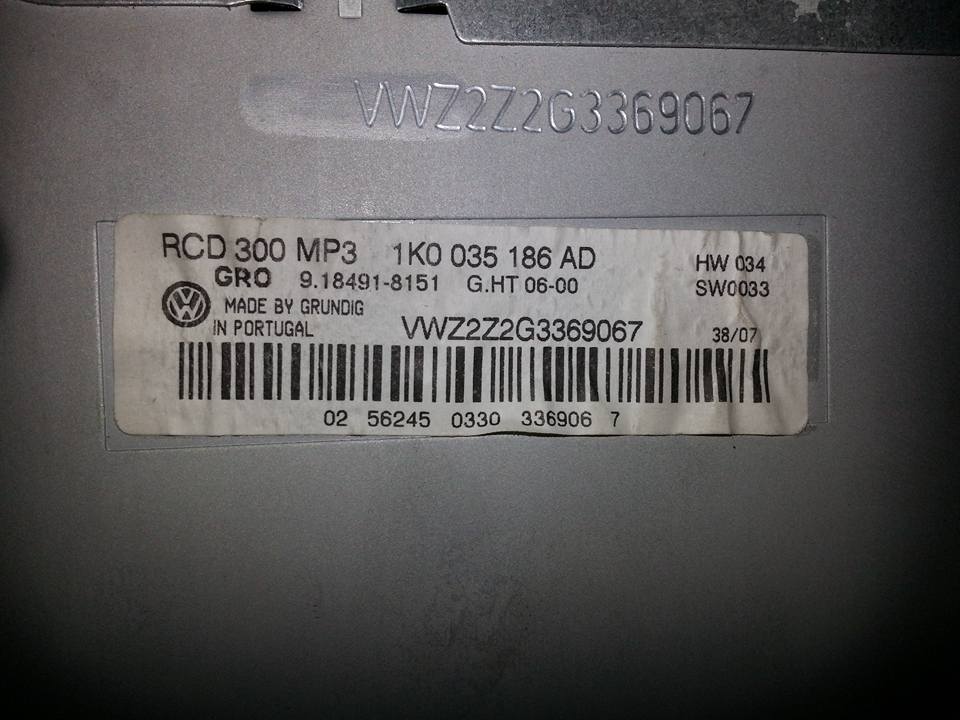 VWZ2Z2G3369067
RCD 300 MP3 1K0 035 186 AD HW 034
GRO 9.18491-8151 G.HT 06-00 SW0033
VW MADE BY GRUNDIG
IN PORTUGAL VWZ2Z2G3369067 38/07
02 56245 0330 336906 7